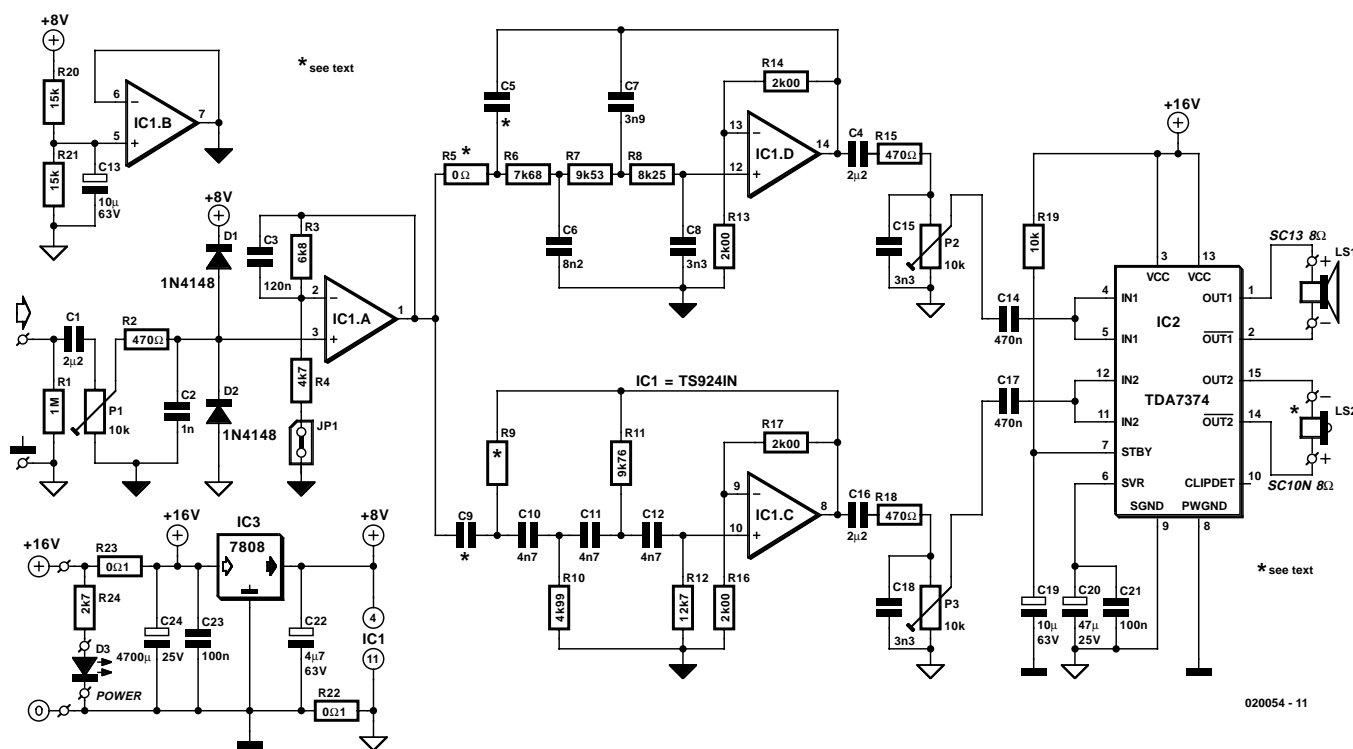 +8V
R20
15k
R21
15k
C13
10µ
63V
6
5
7
IC1.B
* see text
C1
2µ2
R1
1M
P1
10k
R2
470Ω
C2
1n
+8V
D1
1N4148
D2
1N4148
C3
120n
R3
6k8
2
3
1
IC1.A
R4
4k7
JP1
C5
*
C7
3n9
R5 *
0Ω
R6
7k68
R7
9k53
R8
8k25
C6
8n2
C8
3n3
R14
2k00
R13
2k00
13
12
14
IC1.D
C4
2µ2
R15
470Ω
C15
3n3
P2
10k
IC1 = TS924IN
R9
*
R11
9k76
C9
*
C10
4n7
C11
4n7
C12
4n7
R10
4k99
R12
12k7
R16
2k00
R17
2k00
9
10
8
IC1.C
C16
2µ2
R18
470Ω
C18
3n3
P3
10k
+16V
R19
10k
C14
470n
C17
470n
3
13
VCC
VCC
4
IN1
5
IN1
12
IN2
11
IN2
7
STBY
6
SVR
IC2
TDA7374
OUT1
1
OUT1
2
OUT2
15
OUT2
14
CLIPDET
10
SGND
PWGND
9
8
SC13 8Ω
LS1
+
−
−
* LS2
+
SC10N 8Ω
C19
10µ
63V
C20
47µ
25V
C21
100n
* see text
+16V
R23
0Ω1
+16V
IC3
7808
+8V
R24
2k7
D3
POWER
C24
4700µ
25V
C23
100n
C22
4µ7
63V
4
IC1
11
R22
0Ω1
0
020054 - 11